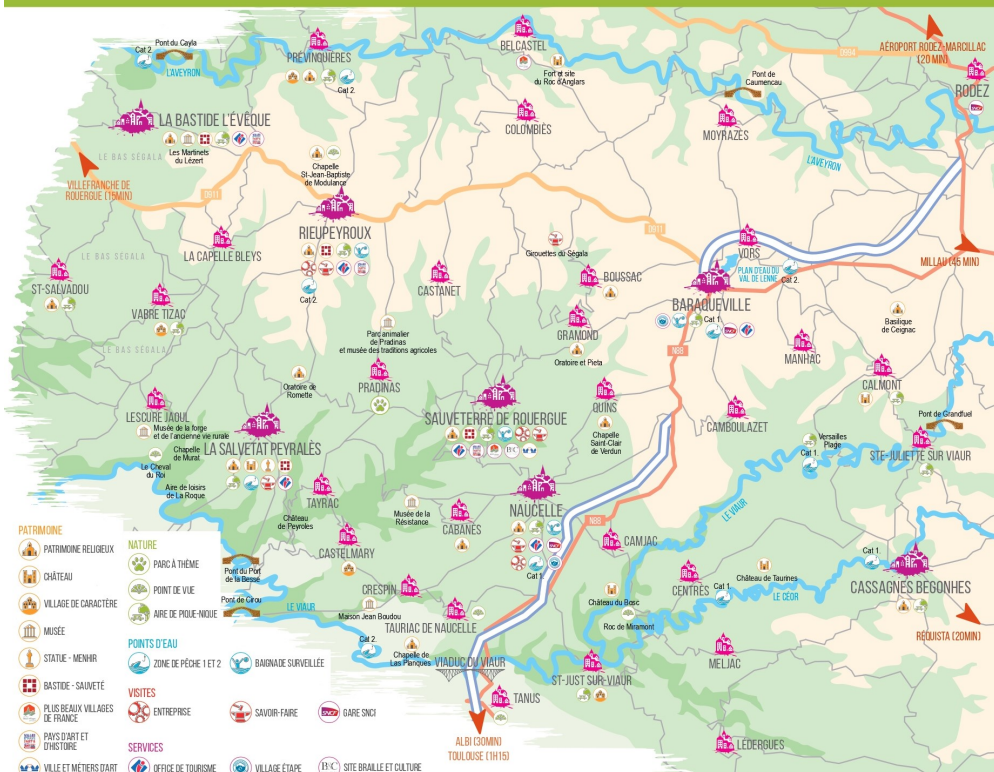 Cat 2.
Pont du Cayla
L'AVEYRON
PRÉVINQUIÈRES
Cat 2.
BELCASTEL
Fort et site
du Roc d'Anglars
D994
AÉROPORT RODEZ-MARCILLAC
(20 MIN)
RODEZ
SNCF
Pont de
Caumencau
MOYRAZÈS
L'AVEYRON
COLOMBIÈS
LA BASTIDE L'ÉVÊQUE
Les Martinets
du Lézert
LE BAS SÉGALA
VILLEFRANCHE DE
ROUERGUE (15MIN)
D911
Chapelle
St-Jean-Baptiste
de Modulance
RIEUPEYROUX
Cat 2.
LA CAPELLE BLEYS
LE BAS SÉGALA
ST-SALVADOU
VABRE TIZAC
LE BAS SÉGALA
CASTANET
Girouettes du Ségala
BOUSSAC
D911
VORS
PLAN D'EAU DU
VAL DE LENNE
Cat 2.
MILLAU (45 MIN)
BARAQUEVILLE
Cat 1.
SNCF
GRAMOND
Oratoire et Pieta
N88
MANHAC
Basilique
de Ceignac
CALMONT
Parc animalier
de Pradinas
et musée des traditions agricoles
PRADINAS
Oratoire de
Romette
LESCURE JAOUL
Musée de la forge
et de l'ancienne vie rurale
SAUVETERRE DE ROUERGUE
B&C
QUINS
Chapelle
Saint-Clair
de Verdun
CAMBOULAZET
Pont de Grandfuel
STE-JULIETTE SUR VIAUR
Versailles
Plage
Cat 1.
LA SALVETAT PEYRALÈS
Chapelle
de Murat
Le Cheval
du Roi
Aire de loisirs
de La Roque
TAYRAC
Château
de Peyroles
CASTELMARY
Musée de la
Résistance
CABANES
NAUCELLE
SNCF
Cat 1.
N88
CAMJAC
LE VIAUR
Cat 1.
CASSAGNES BEGONHES
Château de Taurines
CENTRÈS
Cat 1.
LE CÉOR
RÉQUISTA (20MIN)
Pont du Port
de la Besse
Pont de Cirou
LE VIAUR
CRESPIN
Maison Jean Boudou
TAURIAC DE NAUCELLE
Cat 2.
Chapelle de
Las Planques
VIADUC DU VIAUR
Château du Bosc
Roc de Miramont
ST-JUST SUR-VIAUR
MELJAC
TANUS
LÉDERGUES
ALBI (30MIN)
TOULOUSE (1H15)
PATRIMOINE
PATRIMOINE RELIGIEUX
CHÂTEAU
VILLAGE DE CARACTÈRE
MUSÉE
STATUE - MENHIR
BASTIDE - SAUVETÉ
PLUS BEAUX VILLAGES
DE FRANCE
PAYS D'ART ET
D'HISTOIRE
VILLE ET MÉTIERS D'ART
NATURE
PARC À THÈME
POINT DE VUE
AIRE DE PIQUE-NIQUE
POINTS D'EAU
ZONE DE PÊCHE 1 ET 2
BAIGNADE SURVEILLÉE
VISITES
ENTREPRISE
SAVOIR-FAIRE
SNCF
GARE SNCF
SERVICES
OFFICE DE TOURISME
VILLAGE ÉTAPE
B&C
SITE BRAILLE ET CULTURE